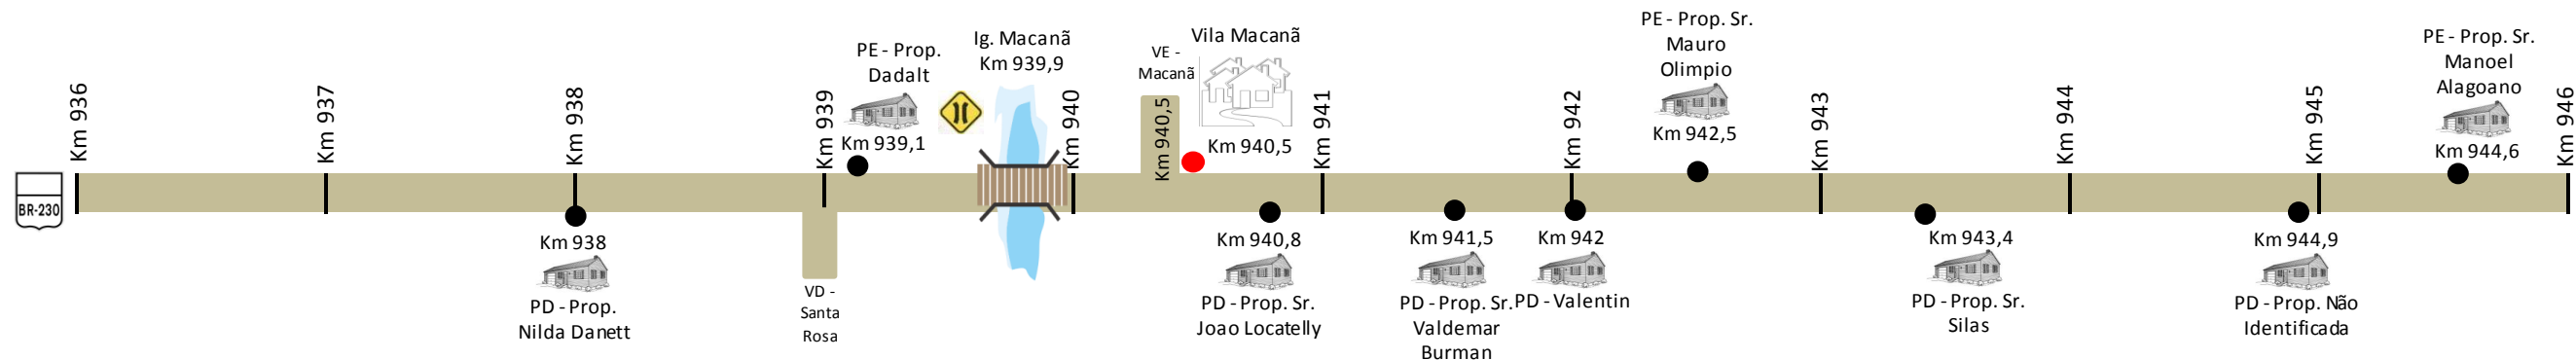 BR-230
Km 936
Km 937
Km 938
Km 938
PD - Prop.
Nilda Danett
Km 939
VD -
Santa
Rosa
PE - Prop.
Dadalt
Km 939,1
Ig. Macanã
Km 939,9
Km 940
VE -
Macanã
Km 940,5
Vila Macanã
Km 940,5
Km 940,8
PD - Prop. Sr.
Joao Locatelly
Km 941
Km 941,5
PD - Prop. Sr.
Valdemar
Burman
Km 942
Km 942
PD - Valentin
PE - Prop. Sr.
Mauro
Olimpio
Km 942,5
Km 943
Km 943,4
PD - Prop. Sr.
Silas
Km 944
Km 944,9
PD - Prop. Não
Identificada
Km 945
PE - Prop. Sr.
Manoel
Alagoano
Km 944,6
Km 946